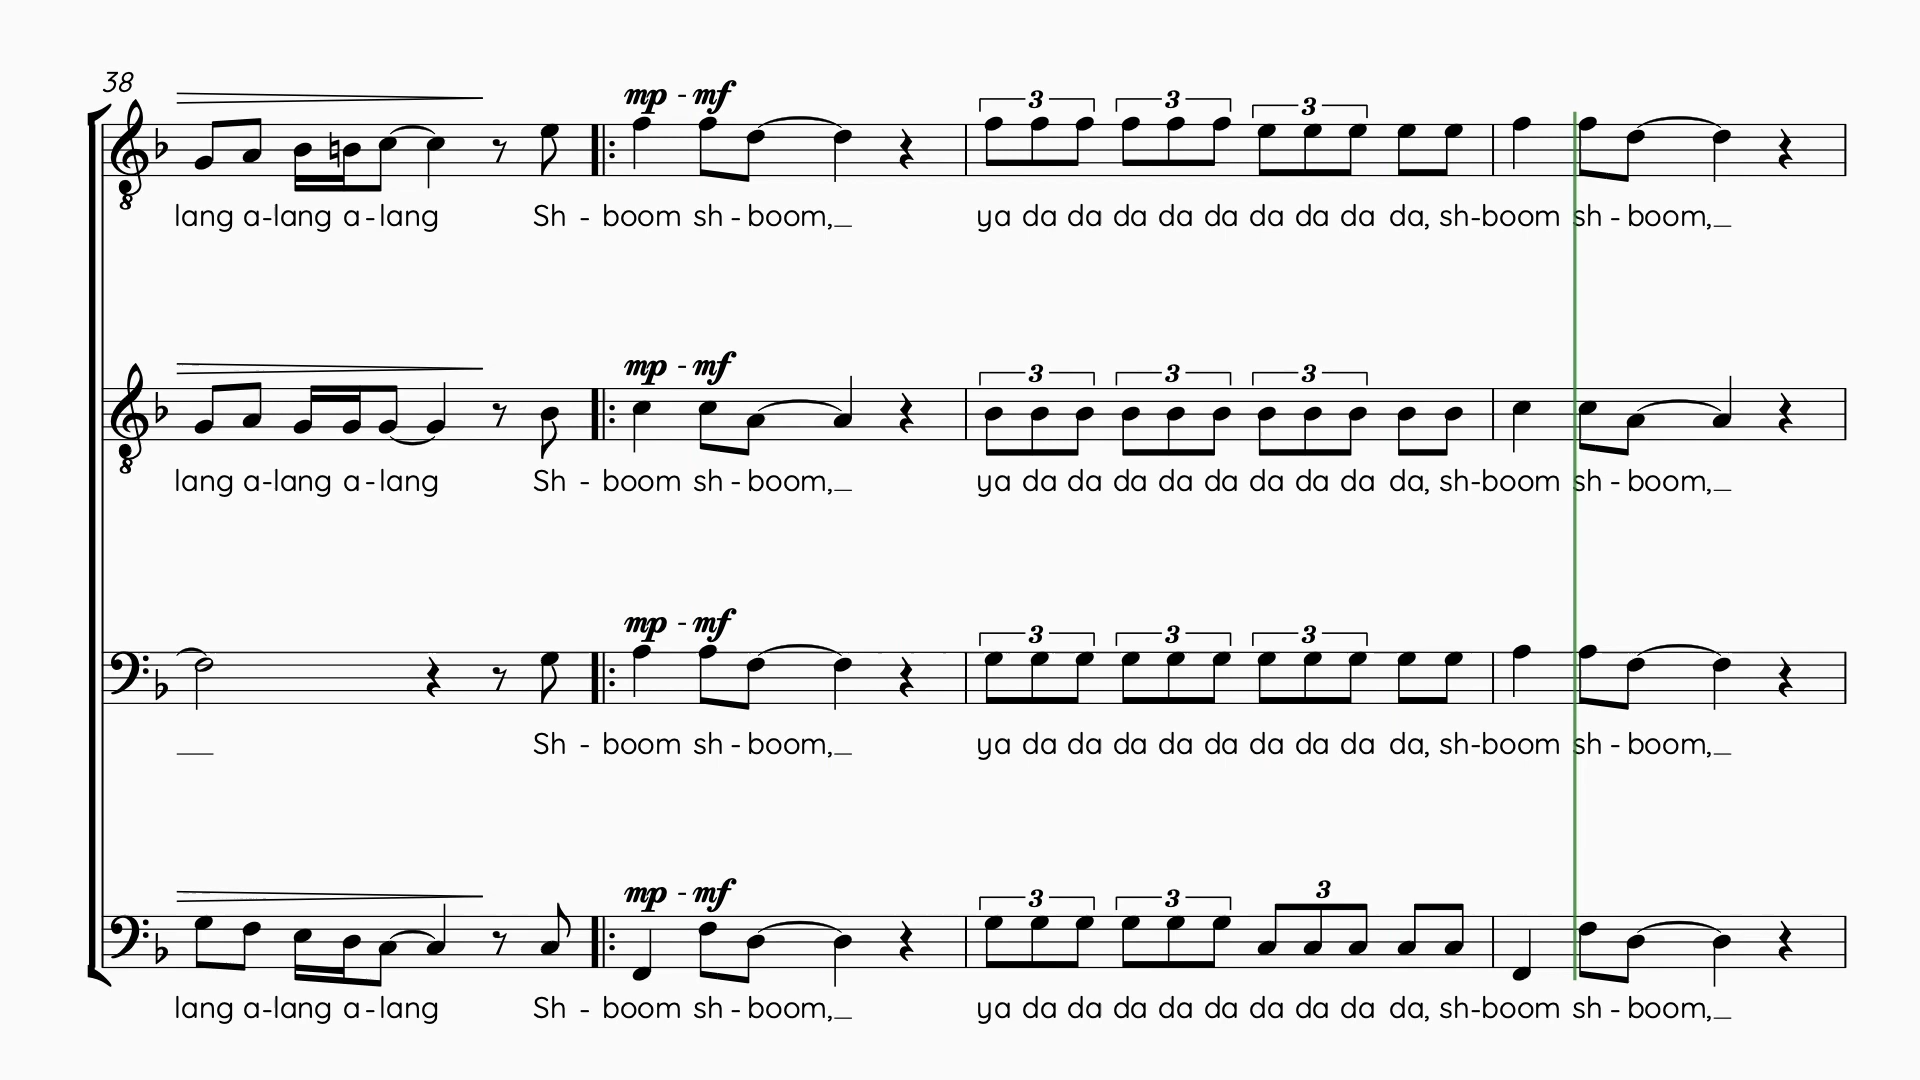 38
mp - mf
3 3 3
lang a-lang a-lang Sh - boom sh-boom,_ ya da da da da da da da da da, sh-boom sh-boom,_
8
mp - mf
3 3 3
lang a-lang a-lang Sh - boom sh-boom,_ ya da da da da da da da da da, sh-boom sh-boom,_
8
mp - mf
3 3 3
__ Sh - boom sh-boom,_ ya da da da da da da da da da, sh-boom sh-boom,_
mp - mf
3 3 3
lang a-lang a-lang Sh - boom sh-boom,_ ya da da da da da da da da da, sh-boom sh-boom,_